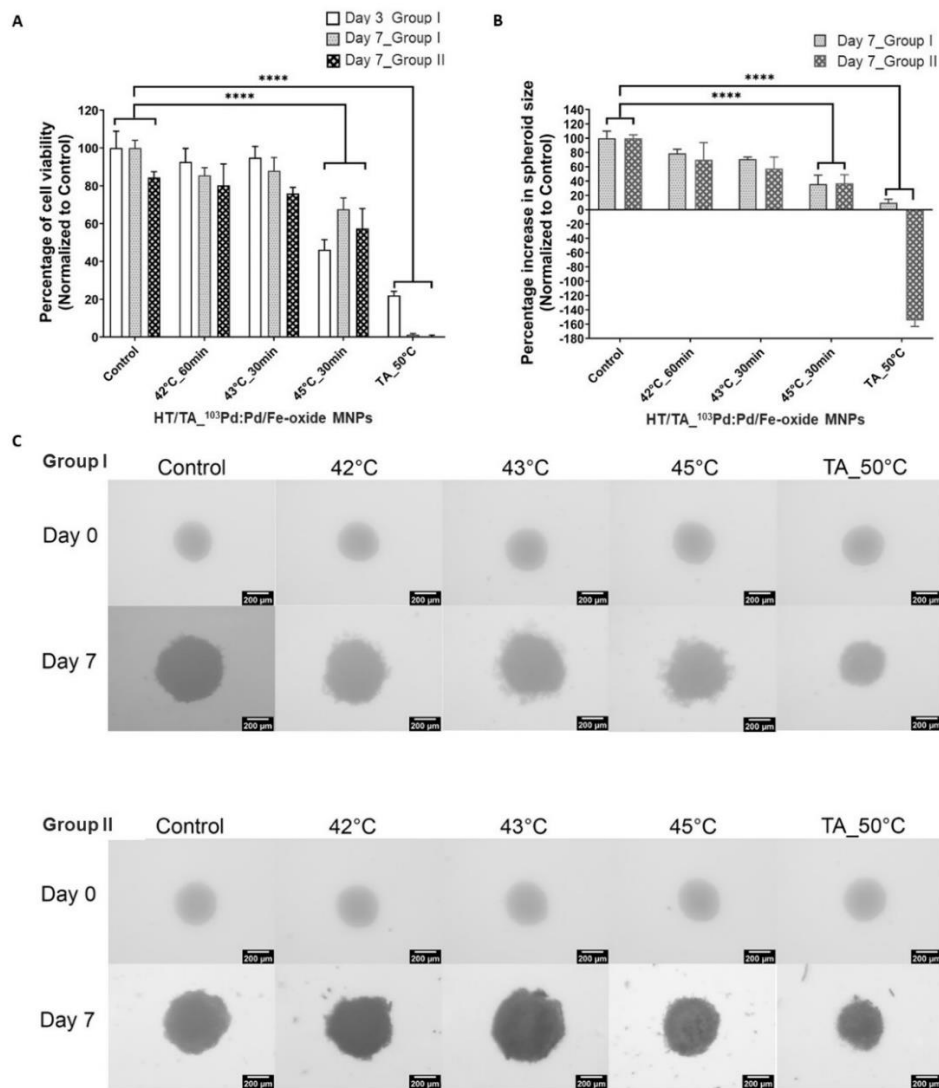 A
Day 3 Group I
Day 7_Group I
Day 7_Group II
****
****
Percentage of cell viability
(Normalized to Control)
120
100
80
60
40
20
0
Control
42°C_60min
43°C_30min
45°C_30min
TA_50°C
HT/TA_¹⁰³Pd:Pd/Fe-oxide MNPs
B
Day 7_Group I
Day 7_Group II
****
****
Percentage increase in spheroid size
(Normalized to Control)
140
120
100
80
60
40
20
0
-20
-40
-60
-80
-100
-120
-140
-160
-180
Control
42°C_60min
43°C_30min
45°C_30min
TA_50°C
HT/TA_¹⁰³Pd:Pd/Fe-oxide MNPs
C
Group I
Control 42°C 43°C 45°C TA_50°C
Day 0
200 µm 200 µm 200 µm 200 µm 200 µm
Day 7
200 µm 200 µm 200 µm 200 µm 200 µm
Group II
Control 42°C 43°C 45°C TA_50°C
Day 0
200 µm 200 µm 200 µm 200 µm 200 µm
Day 7
200 µm 200 µm 200 µm 200 µm 200 µm